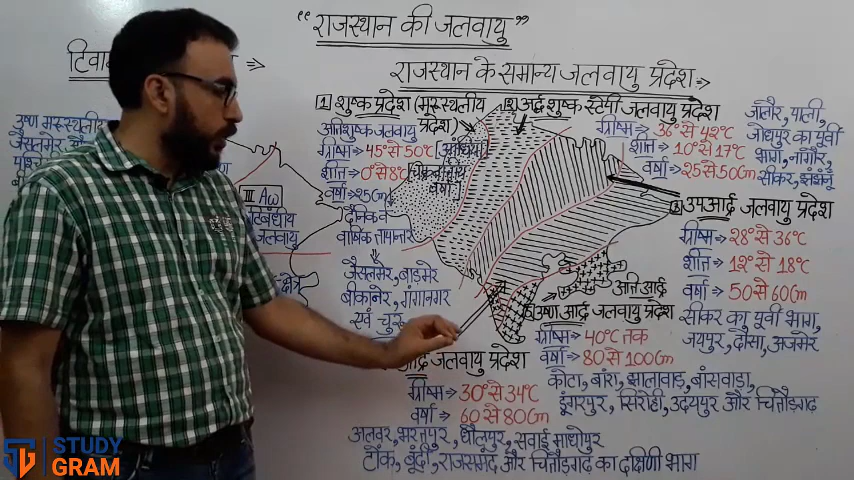 "राजस्थान की जलवायु"
राजस्थान के सामान्य जलवायु प्रदेश
1 शुष्क प्रदेश (मरूस्थलीय प्रदेश)
अतिशुष्क जलवायु
ग्रीष्म → 45° से 50°C
शीत → 0° से 8°C
वर्षा →
दैनिक व
वार्षिक तापान्तर
जैसलमेर, बाड़मेर
बीकानेर, गंगानगर
एवं चुरू
अर्द्ध शुष्क स्टेपी जलवायु प्रदेश
ग्रीष्म → 36° से 42°C
शीत → 10° से 17°C
वर्षा → 25 से 50Cm
जालौर, पाली,
जोधपुर का पूर्वी
भाग, नागौर,
सीकर, झुंझुनूं
उपआर्द्र जलवायु प्रदेश
ग्रीष्म → 28° से 36°C
शीत → 12° से 18°C
वर्षा → 50 से 60Cm
सीकर का पूर्वी भाग,
जयपुर, दौसा, अजमेर
आर्द्र जलवायु प्रदेश
ग्रीष्म → 30° से 34°C
वर्षा → 60 से 80Cm
अलवर, भरतपुर, धौलपुर, सवाई माधोपुर
टोंक, बूंदी, राजसमंद और चित्तौड़गढ़ का दक्षिणी भाग
अति आर्द्र
उष्ण आर्द्र जलवायु प्रदेश
ग्रीष्म → 40°C तक
वर्षा → 80 से 100Cm
कोटा, बारां, झालावाड़, बांसवाड़ा,
डूंगरपुर, सिरोही, उदयपुर और चित्तौड़गढ़
III Aw
जलवायु
STUDY
GRAM